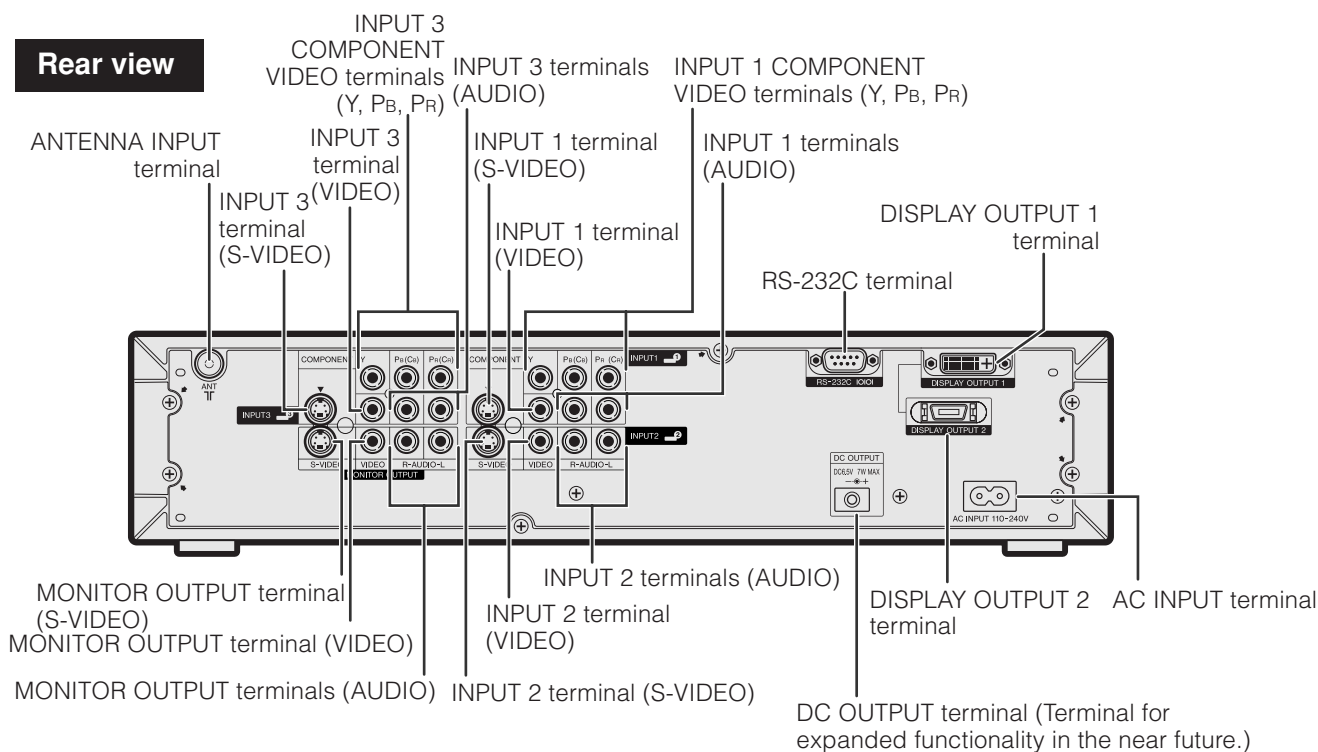 Rear view
INPUT 3
COMPONENT
VIDEO terminals
(Y, PB, PR)
INPUT 3 terminals
(AUDIO)
INPUT 1 COMPONENT
VIDEO terminals (Y, PB, PR)
ANTENNA INPUT
terminal
INPUT 3
terminal
(VIDEO)
INPUT 1 terminal
(S-VIDEO)
INPUT 1 terminals
(AUDIO)
INPUT 3
terminal
(S-VIDEO)
INPUT 1 terminal
(VIDEO)
DISPLAY OUTPUT 1
terminal
RS-232C terminal
ANT
COMPONENT Y PB(CB) PR(CR)
COMPONENT Y PB(CB) PR (CR)
INPUT1 1
INPUT3 3
INPUT2 2
S-VIDEO VIDEO R-AUDIO-L
MONITOR OUTPUT
S-VIDEO VIDEO R-AUDIO-L
RS-232C IOIOI
DISPLAY OUTPUT 1
DISPLAY OUTPUT 2
DC OUTPUT
DC6.5V 7W MAX
AC INPUT 110-240V
MONITOR OUTPUT terminal
(S-VIDEO)
MONITOR OUTPUT terminal (VIDEO)
MONITOR OUTPUT terminals (AUDIO)
INPUT 2 terminals (AUDIO)
INPUT 2 terminal
(VIDEO)
INPUT 2 terminal (S-VIDEO)
DISPLAY OUTPUT 2
terminal
AC INPUT terminal
DC OUTPUT terminal (Terminal for
expanded functionality in the near future.)